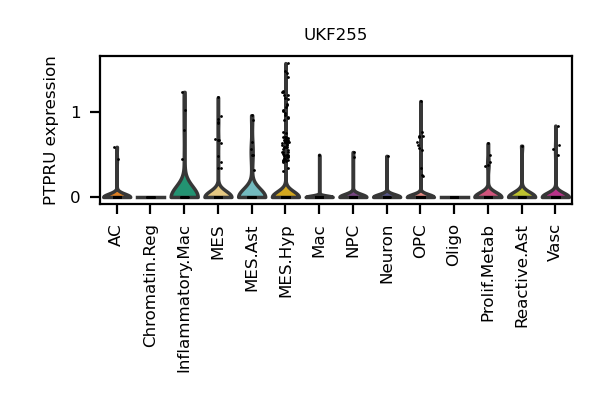 UKF255
PTPRU expression
1
0
AC
Chromatin.Reg
Inflammatory.Mac
MES
MES.Ast
MES.Hyp
Mac
NPC
Neuron
OPC
Oligo
Prolif.Metab
Reactive.Ast
Vasc